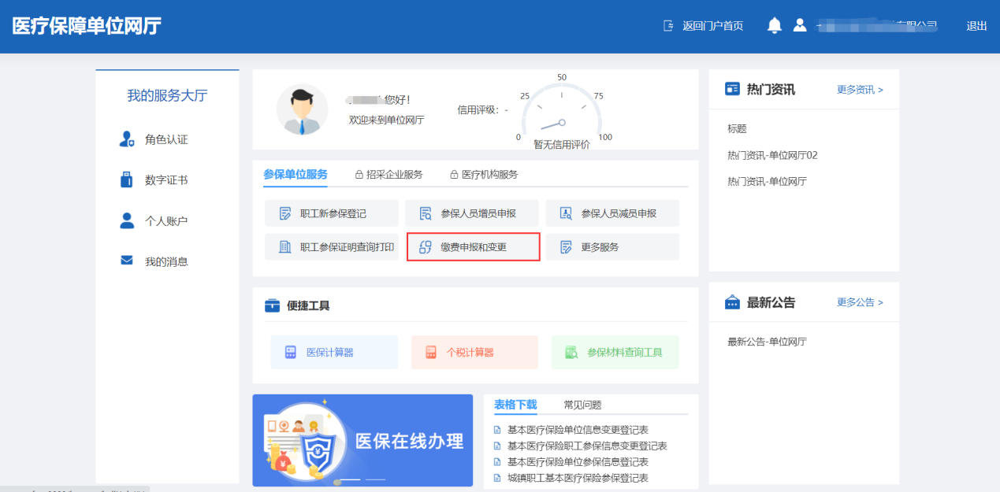 医疗保障单位网厅
返回门户首页
有限公司
退出
我的服务大厅
角色认证
数字证书
个人账户
我的消息
您好！
欢迎来到单位网厅
信用评级： -
0
25
50
75
100
暂无信用评价
参保单位服务
招采企业服务
医疗机构服务
职工新参保登记
参保人员增员申报
参保人员减员申报
职工参保证明查询打印
缴费申报和变更
更多服务
便捷工具
医保计算器
个税计算器
参保材料查询工具
医保在线办理
表格下载
常见问题
基本医疗保险单位信息变更登记表
基本医疗保险职工参保信息变更登记表
基本医疗保险单位参保信息登记表
城镇职工基本医疗保险参保登记表
热门资讯
更多资讯 >
标题
热门资讯-单位网厅02
热门资讯-单位网厅
最新公告
更多公告 >
最新公告-单位网厅